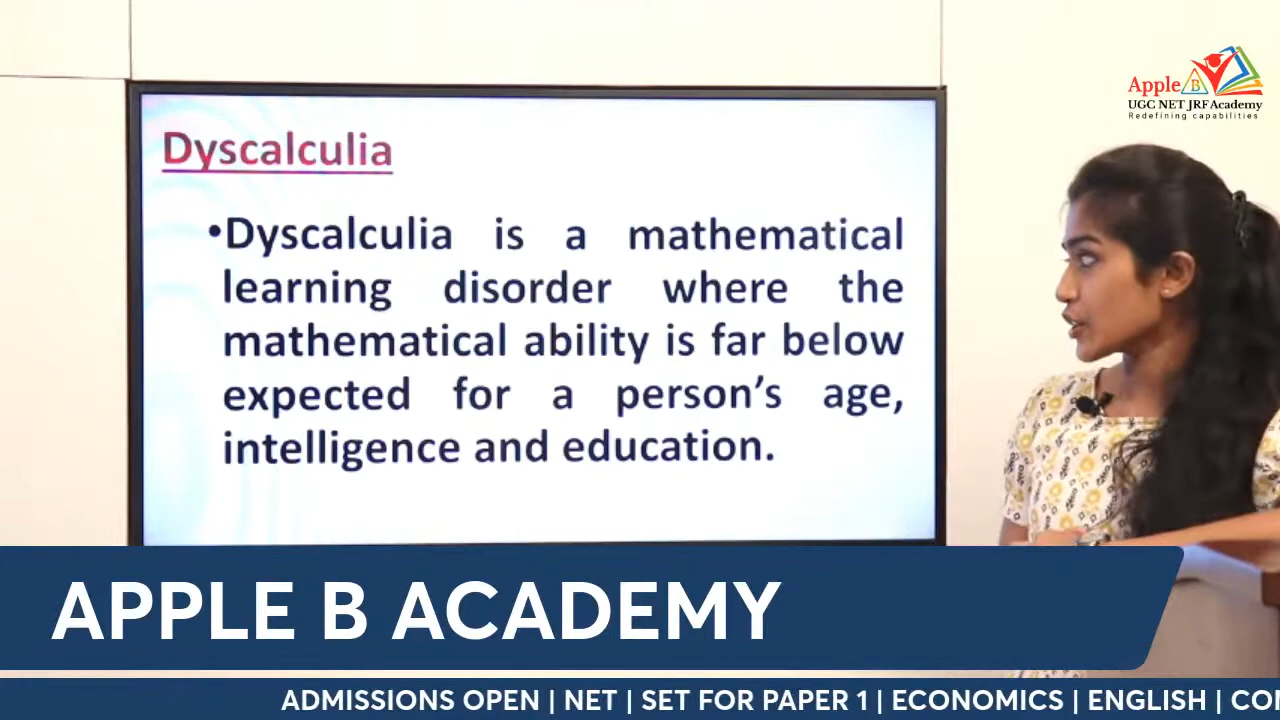 Apple B
UGC NET JRF Academy
Redefining capabilities
Dyscalculia
•Dyscalculia is a mathematical
learning disorder where the
mathematical ability is far below
expected for a person's age,
intelligence and education.
APPLE B ACADEMY
ADMISSIONS OPEN | NET | SET FOR PAPER 1 | ECONOMICS | ENGLISH |